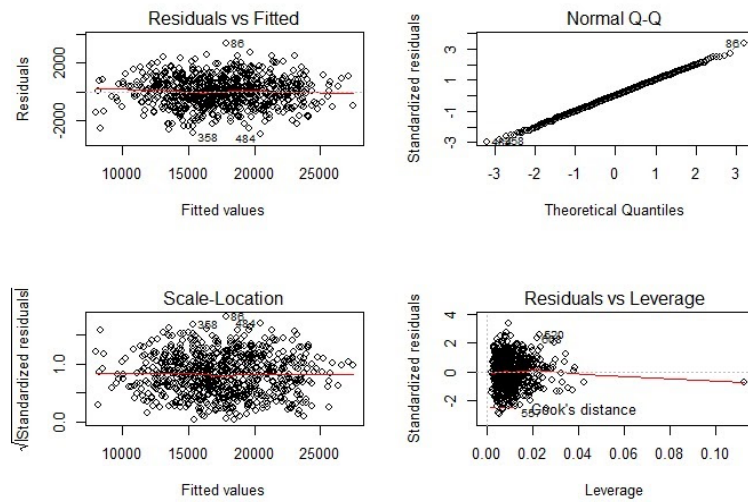 Residuals vs Fitted
Residuals
2000
-2000
86
358
484
10000 15000 20000 25000
Fitted values
Normal Q-Q
Standardized residuals
3
1
-1
-3
86
-3 -2 -1 0 1 2 3
Theoretical Quantiles
Scale-Location
√|Standardized residuals|
1.0
0.0
86
358
484
10000 15000 20000 25000
Fitted values
Residuals vs Leverage
Standardized residuals
4
2
0
-2
520
Cook's distance
0.00 0.02 0.04 0.06 0.08 0.10
Leverage